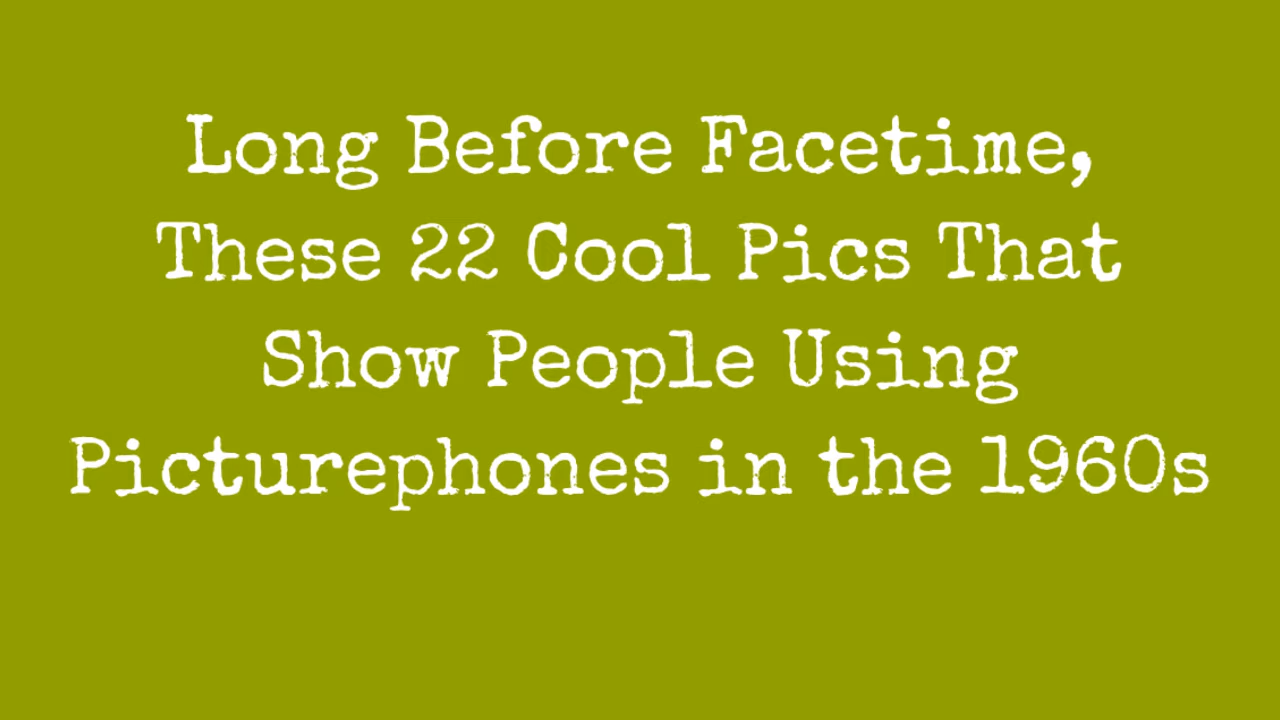 Long Before Facetime,
These 22 Cool Pics That
Show People Using
Picturephones in the 1960s